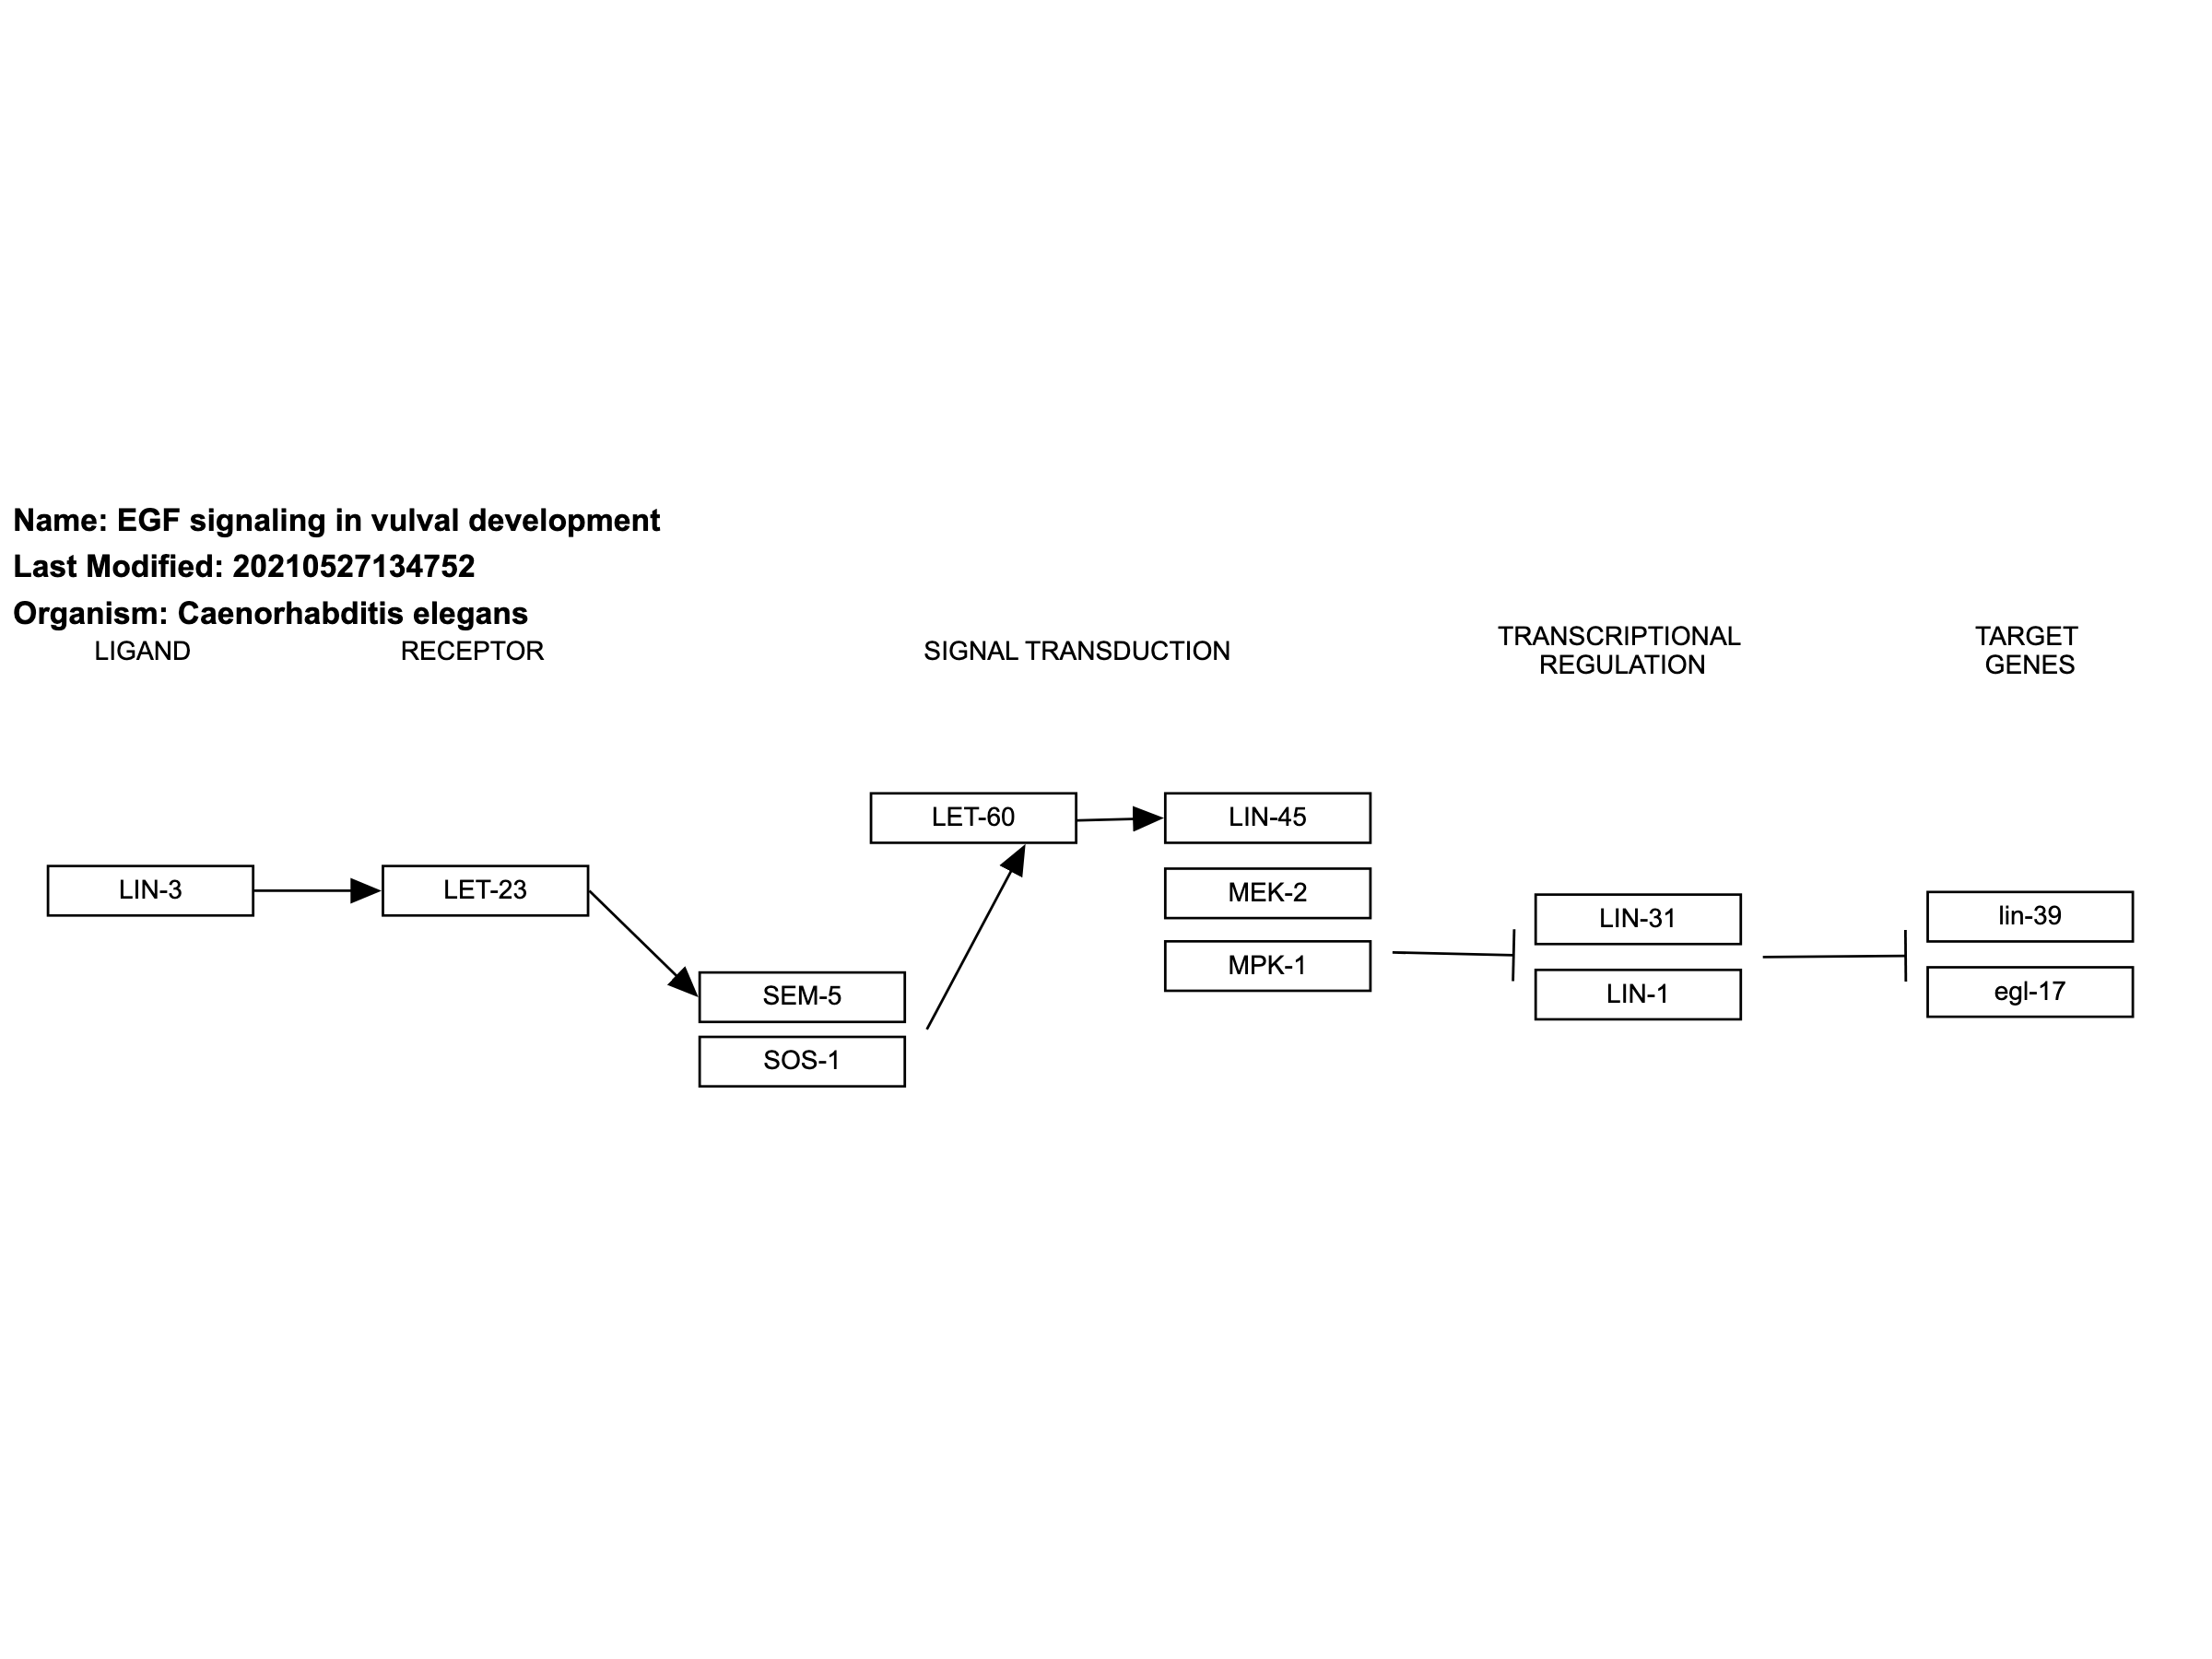 Name: EGF signaling in vulval development
Last Modified: 20210527134752
Organism: Caenorhabditis elegans
LIGAND
RECEPTOR
SIGNAL TRANSDUCTION
TRANSCRIPTIONAL
REGULATION
TARGET
GENES
LIN-3
LET-23
SEM-5
SOS-1
LET-60
LIN-45
MEK-2
MPK-1
LIN-31
LIN-1
lin-39
egl-17